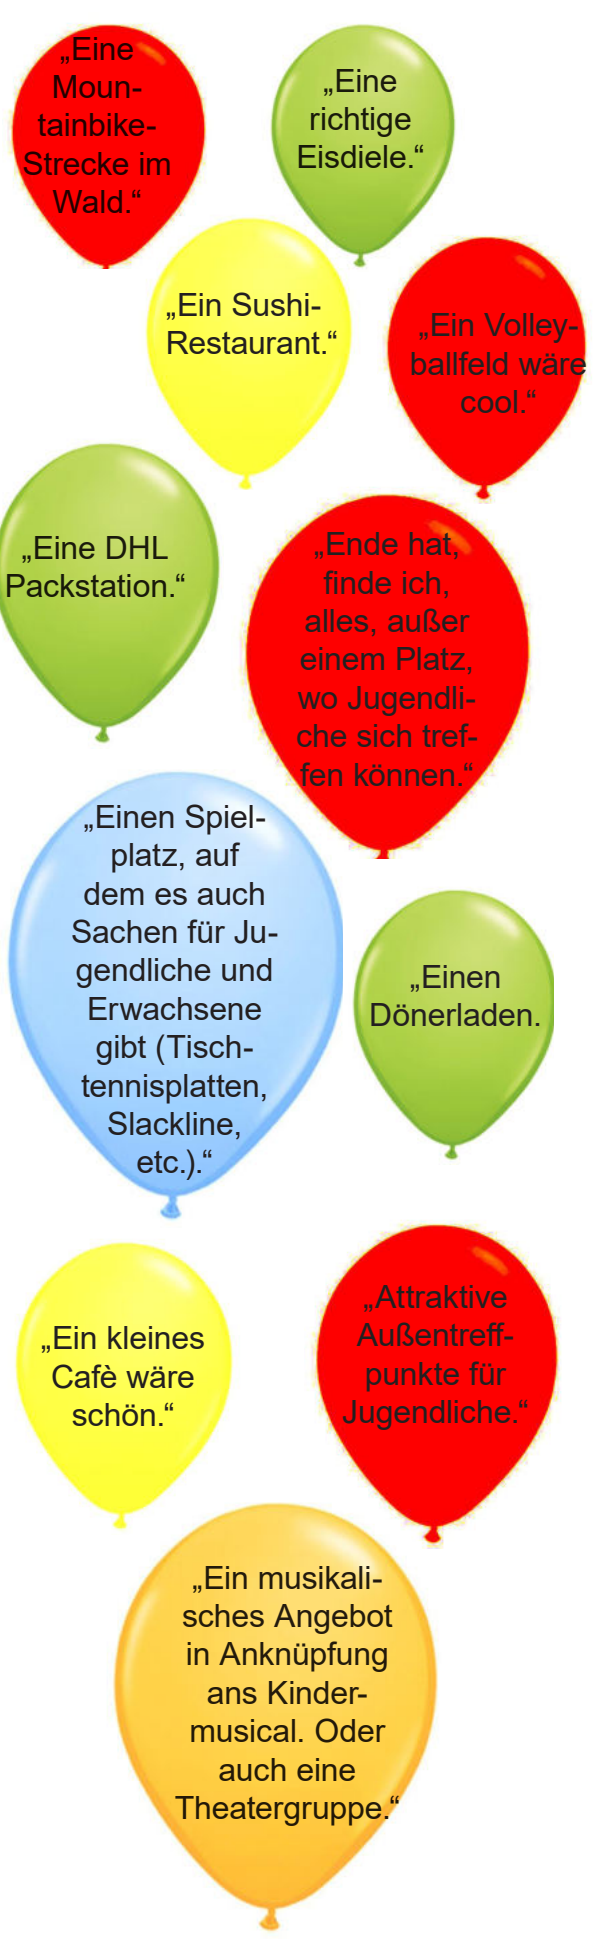 „Eine
Moun-
tainbike-
Strecke im
Wald.“
„Eine
richtige
Eisdiele.“
„Ein Sushi-
Restaurant.“
„Ein Volley-
ballfeld wäre
cool.“
„Eine DHL
Packstation.“
„Ende hat,
finde ich,
alles, außer
einem Platz,
wo Jugendli-
che sich tref-
fen können.“
„Einen Spiel-
platz, auf
dem es auch
Sachen für Ju-
gendliche und
Erwachsene
gibt (Tisch-
tennisplatten,
Slackline,
etc.).“
„Einen
Dönerladen.
„Ein kleines
Cafè wäre
schön.“
„Attraktive
Außentreff-
punkte für
Jugendliche.“
„Ein musikali-
sches Angebot
in Anknüpfung
ans Kinder-
musical. Oder
auch eine
Theatergruppe.“